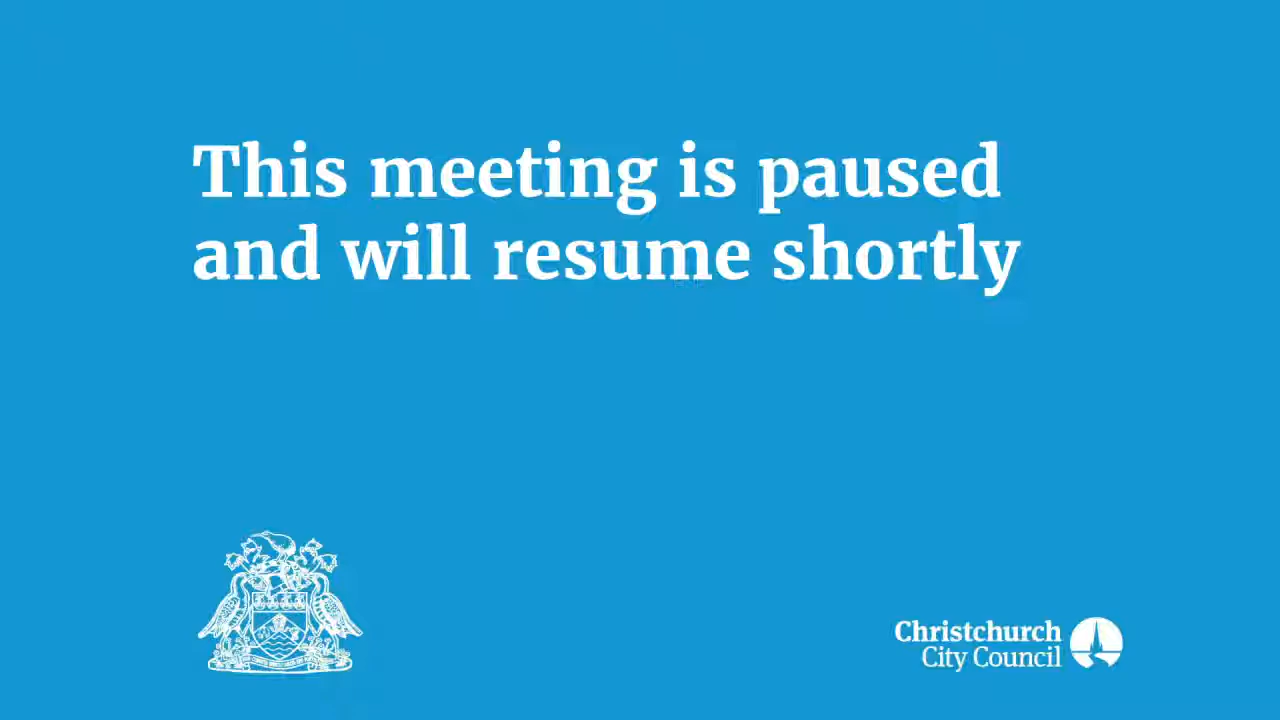 This meeting is paused
and will resume shortly
Christchurch
City Council